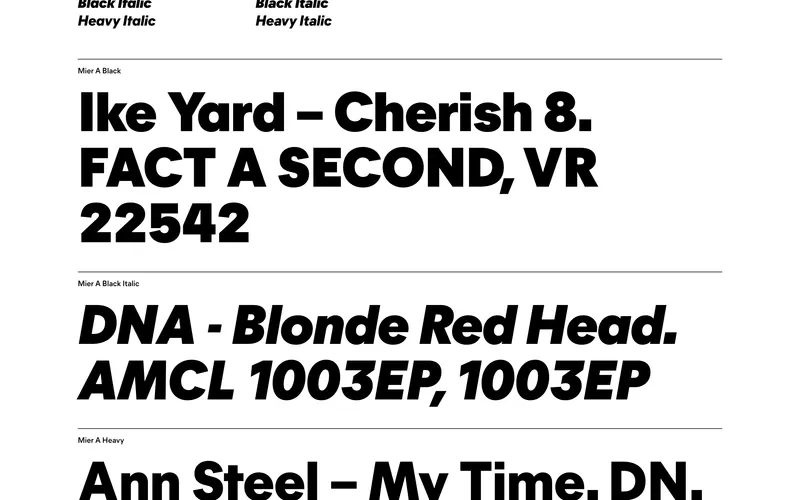 Black Italic Black Italic
Heavy Italic Heavy Italic
Mier A Black
Ike Yard – Cherish 8.
FACT A SECOND, VR
22542
Mier A Black Italic
DNA - Blonde Red Head.
AMCL 1003EP, 1003EP
Mier A Heavy
Ann Steel – My Time. DN.